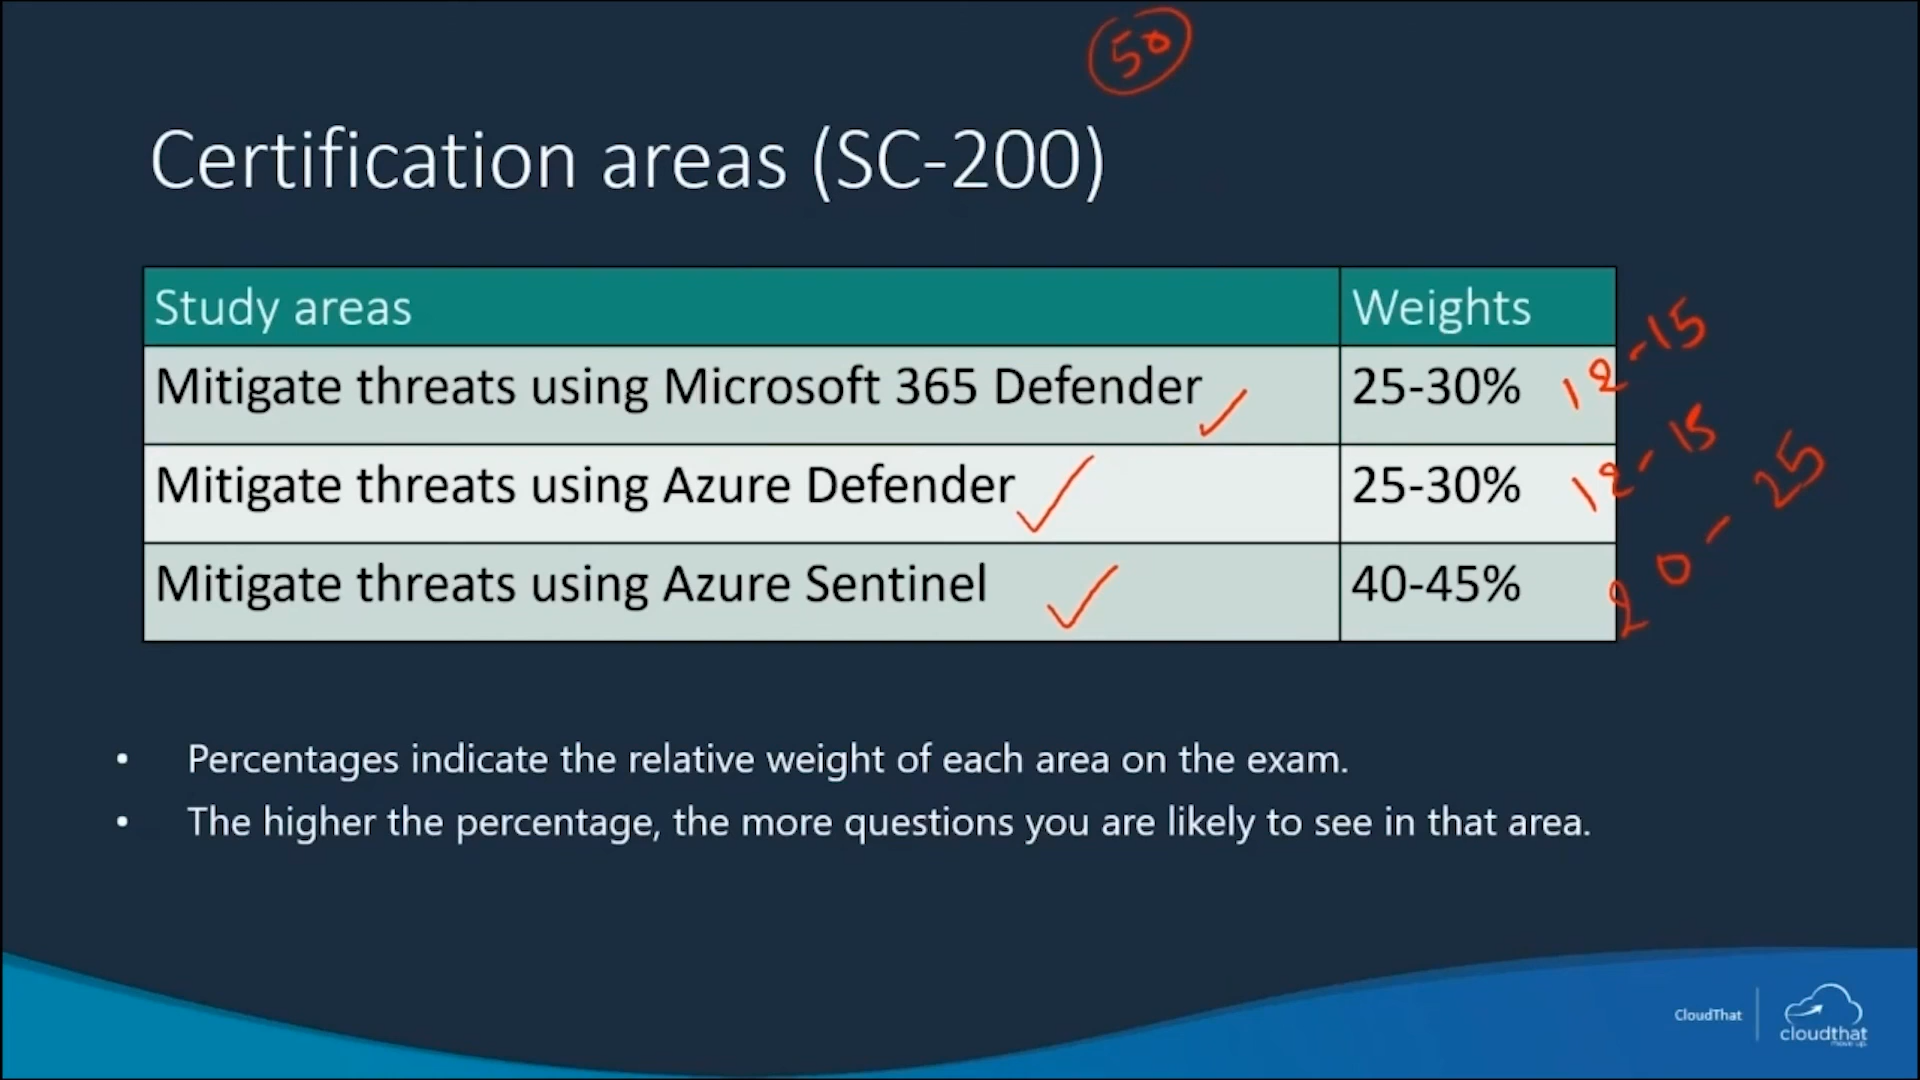 50
Certification areas (SC-200)
Study areas Weights
Mitigate threats using Microsoft 365 Defender 25-30% 12-15
Mitigate threats using Azure Defender 25-30% 12-15
Mitigate threats using Azure Sentinel 40-45% 20-25
• Percentages indicate the relative weight of each area on the exam.
• The higher the percentage, the more questions you are likely to see in that area.
CloudThat
cloudthat
move up.